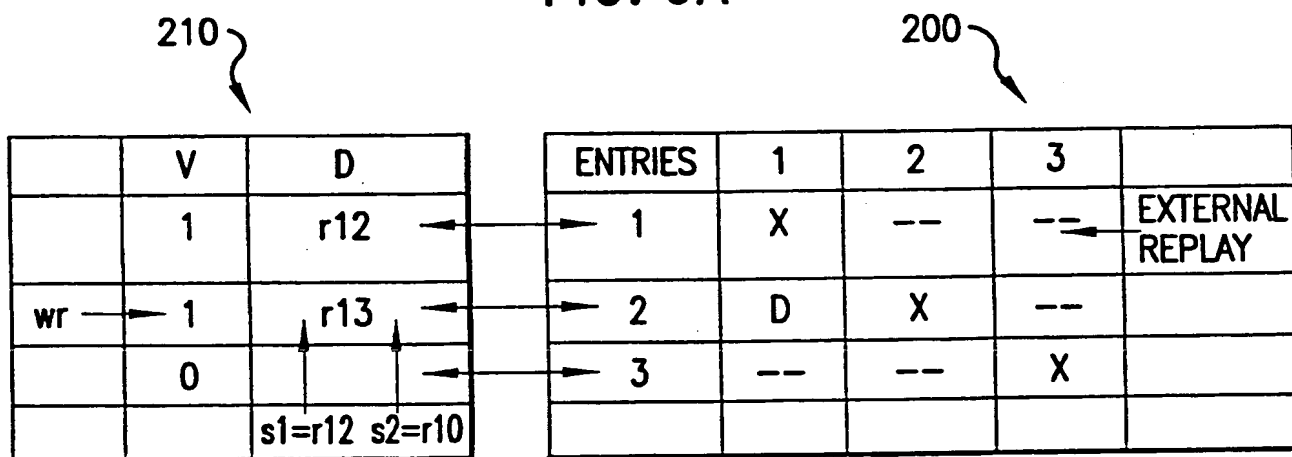 210
200
V D
ENTRIES 1 2 3
1 r12
1 X -- -- EXTERNAL
REPLAY
wr 1 r13
2 D X --
0
3 -- -- X
s1=r12 s2=r10